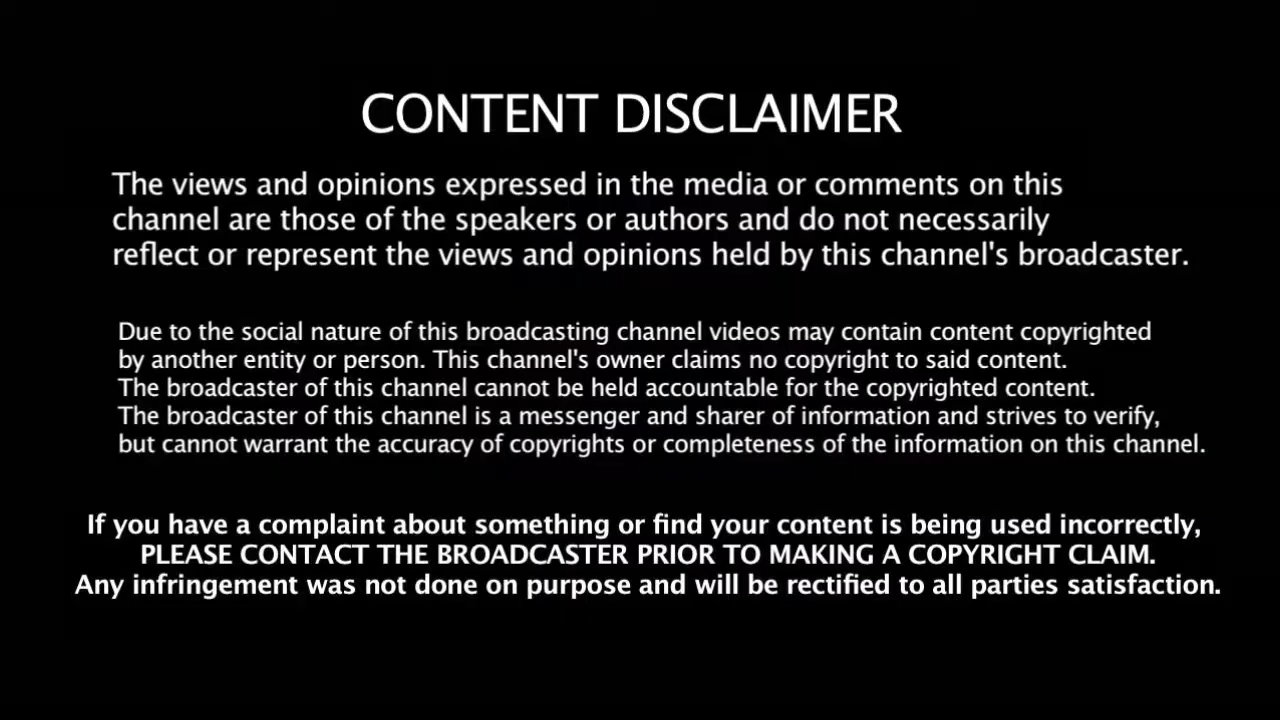 CONTENT DISCLAIMER
The views and opinions expressed in the media or comments on this
channel are those of the speakers or authors and do not necessarily
reflect or represent the views and opinions held by this channel's broadcaster.
Due to the social nature of this broadcasting channel videos may contain content copyrighted
by another entity or person. This channel's owner claims no copyright to said content.
The broadcaster of this channel cannot be held accountable for the copyrighted content.
The broadcaster of this channel is a messenger and sharer of information and strives to verify,
but cannot warrant the accuracy of copyrights or completeness of the information on this channel.
If you have a complaint about something or find your content is being used incorrectly,
PLEASE CONTACT THE BROADCASTER PRIOR TO MAKING A COPYRIGHT CLAIM.
Any infringement was not done on purpose and will be rectified to all parties satisfaction.